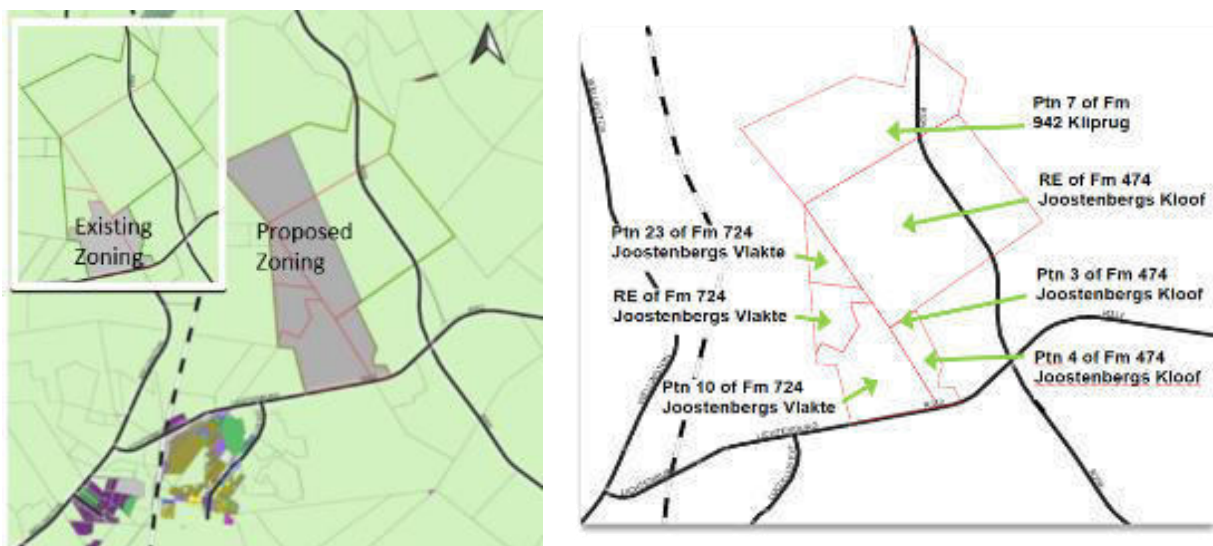 Existing
Zoning
Proposed
Zoning
Ptn 7 of Fm
942 Kliprug
RE of Fm 474
Joostenbergs Kloof
Ptn 23 of Fm 724
Joostenbergs Vlakte
Ptn 3 of Fm 474
Joostenbergs Kloof
RE of Fm 724
Joostenbergs Vlakte
Ptn 4 of Fm 474
Joostenbergs Kloof
Ptn 10 of Fm 724
Joostenbergs Vlakte